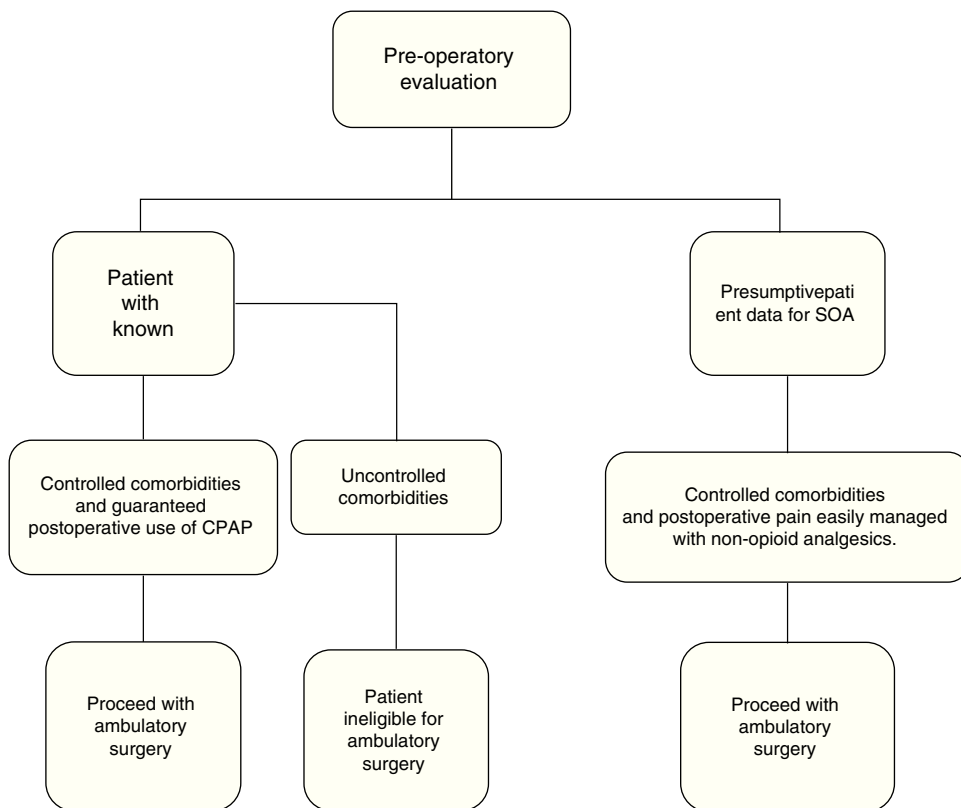 Pre-operatory
evaluation
Patient
with
known
Presumptivepati
ent data for SOA
Controlled comorbidities
and guaranteed
postoperative use of CPAP
Uncontrolled
comorbidities
Controlled comorbidities
and postoperative pain easily managed
with non-opioid analgesics.
Proceed with
ambulatory
surgery
Patient
ineligible for
ambulatory
surgery
Proceed with
ambulatory
surgery